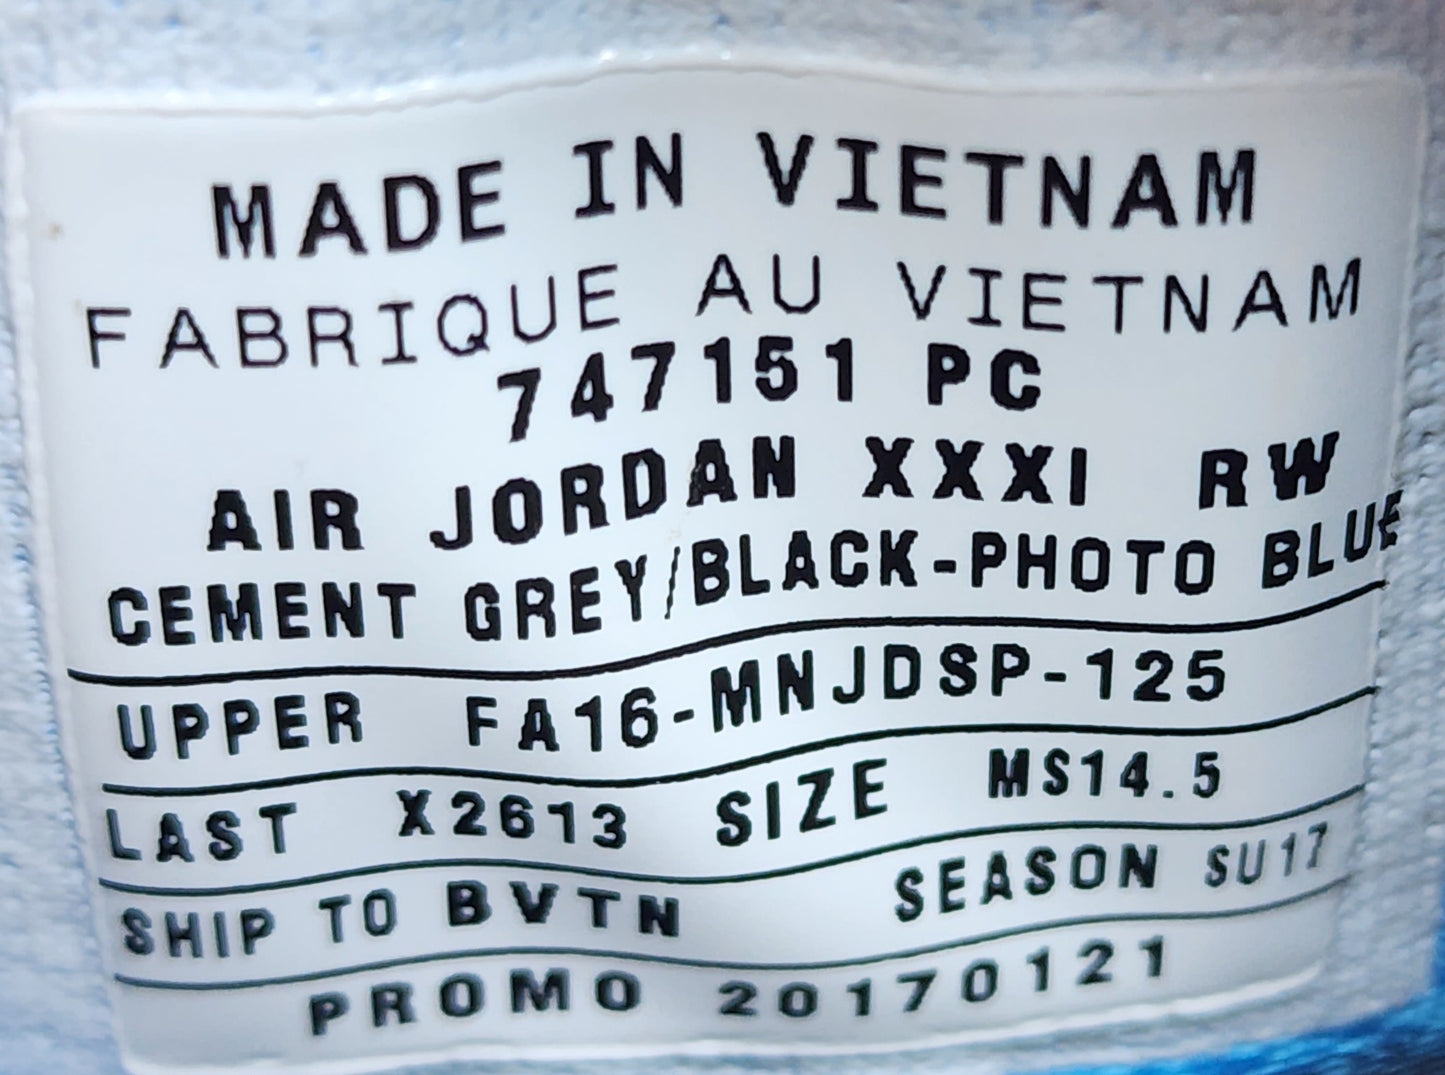 MADE IN VIETNAM
FABRIQUE AU VIETNAM
747151 PC
AIR JORDAN XXXI RW
CEMENT GREY/BLACK-PHOTO BLUE
UPPER FA16-MNJDSP-125
LAST X2613 SIZE MS14.5
SHIP TO BVTN SEASON SU17
PROMO 20170121